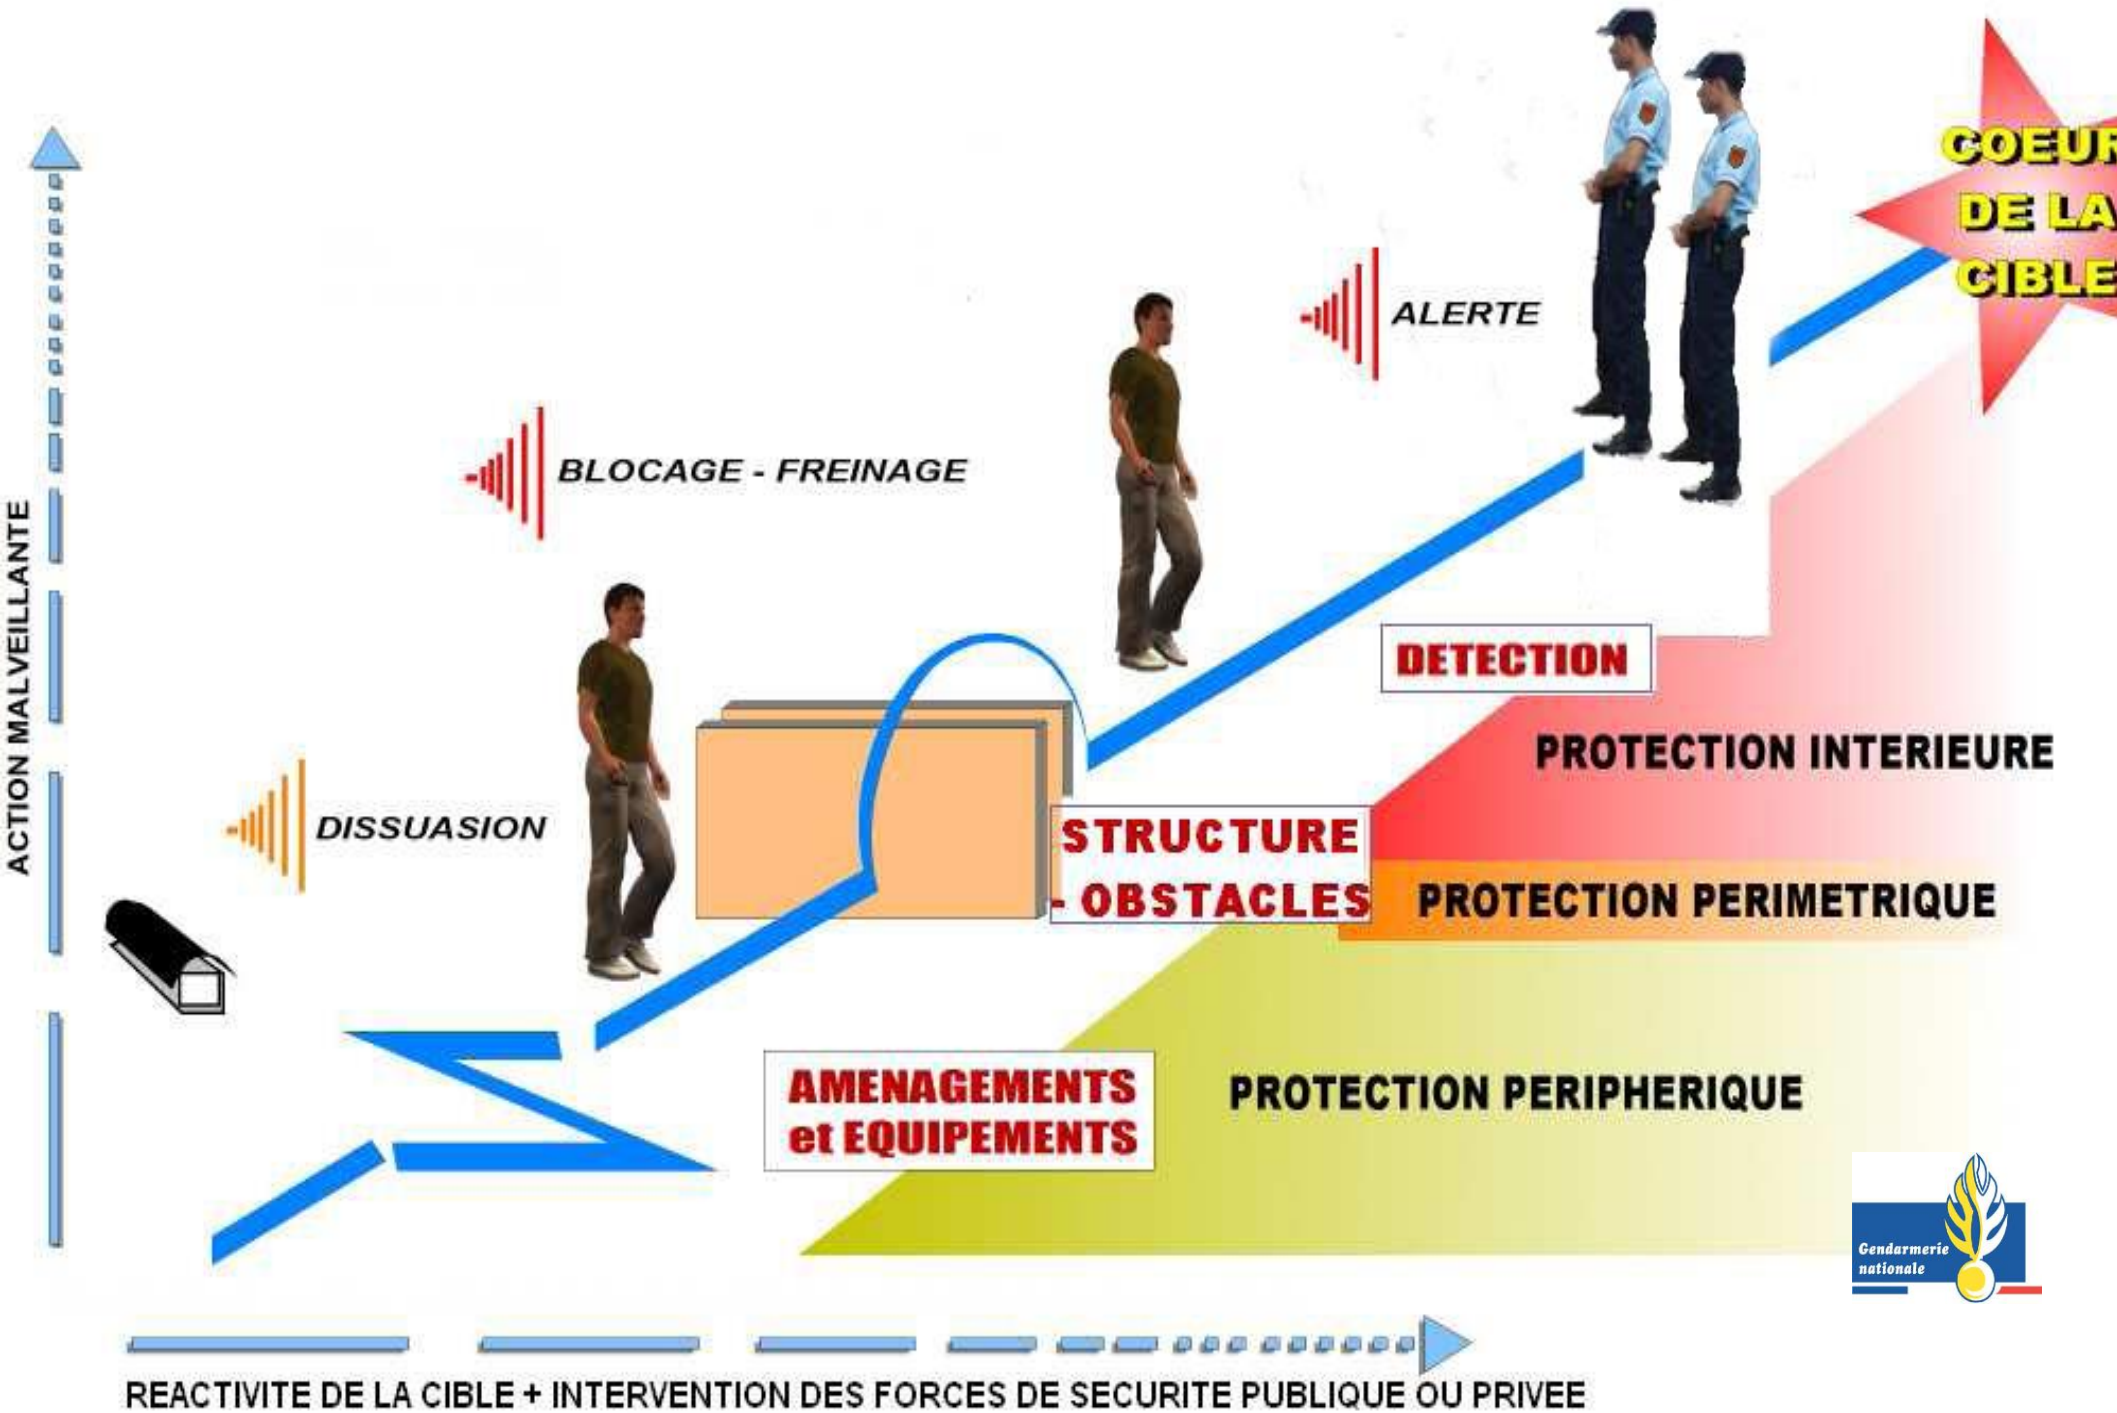 COEUR
DE LA
CIBLE
ALERTE
BLOCAGE - FREINAGE
ACTION MALVEILLANTE
DETECTION
PROTECTION INTERIEURE
DISSUASION
STRUCTURE
- OBSTACLES
PROTECTION PERIMETRIQUE
AMENAGEMENTS
et EQUIPEMENTS
PROTECTION PERIPHERIQUE
Gendarmerie
nationale
REACTIVITE DE LA CIBLE + INTERVENTION DES FORCES DE SECURITE PUBLIQUE OU PRIVEE